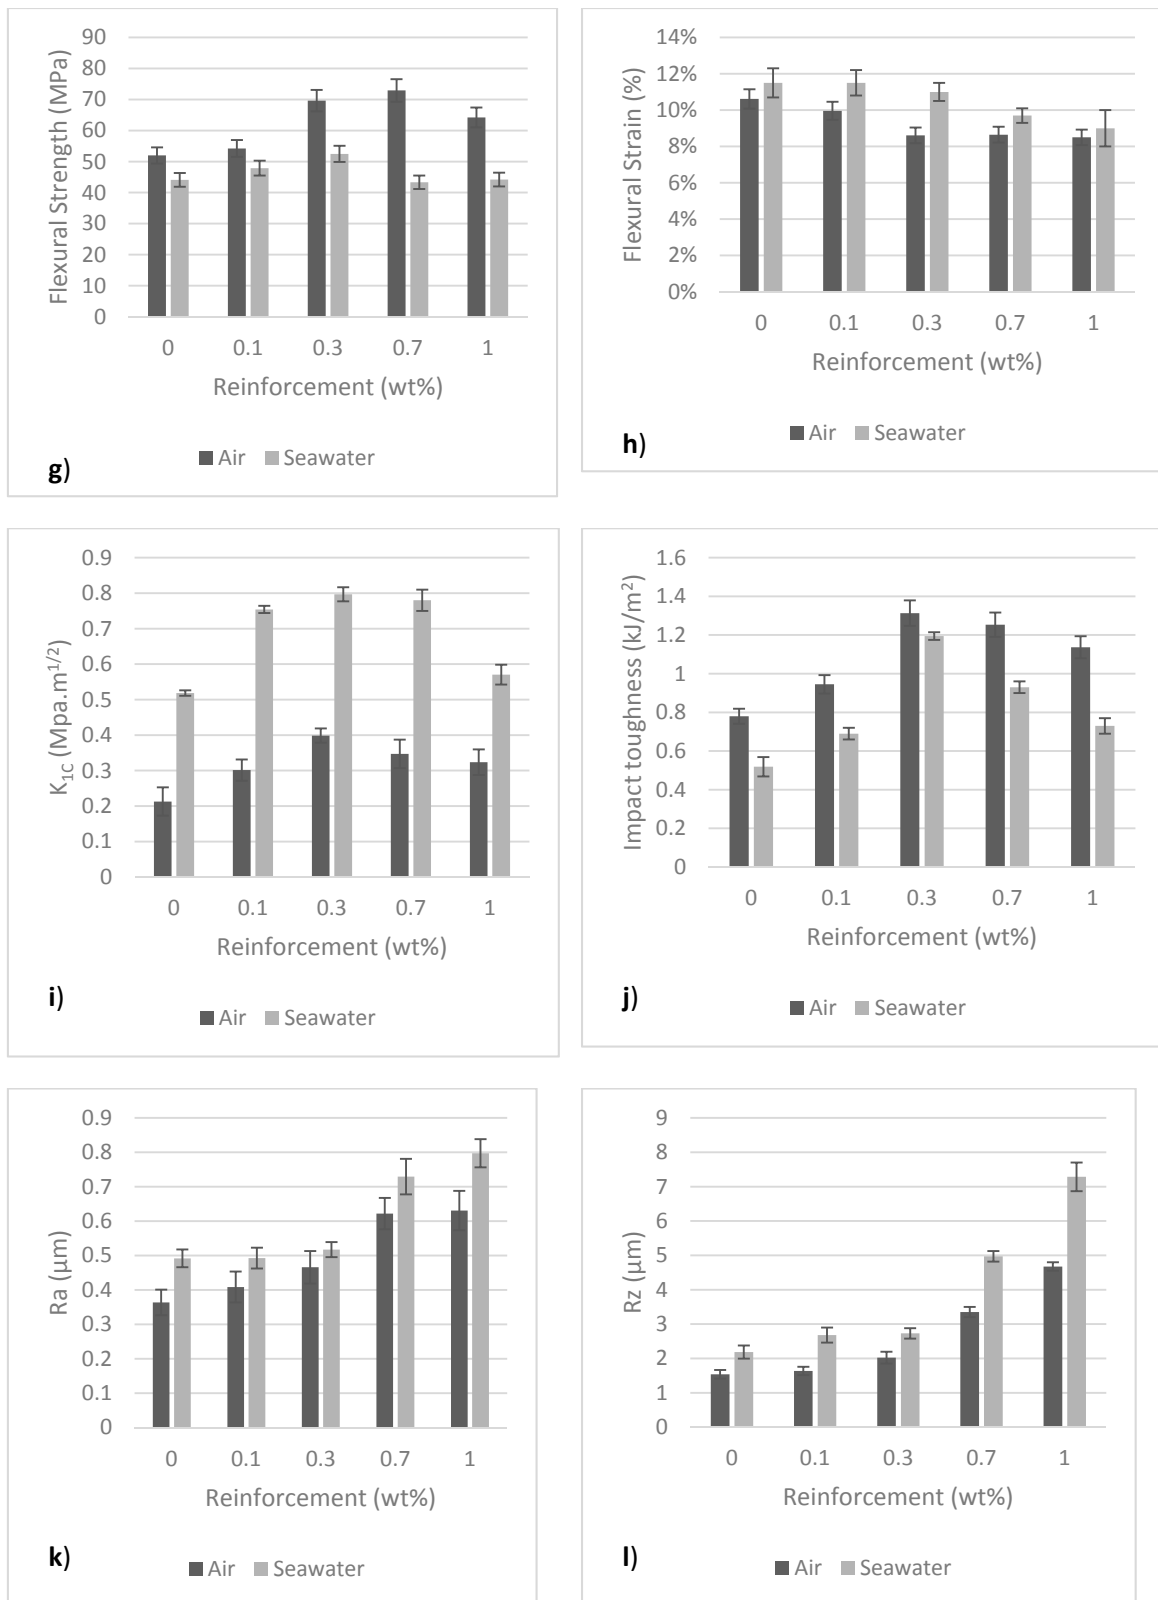 90
80
70
60
50
40
30
20
10
0
Flexural Strength (MPa)
0 0.1 0.3 0.7 1
Reinforcement (wt%)
Air Seawater
g)
14%
12%
10%
8%
6%
4%
2%
0%
Flexural Strain (%)
0 0.1 0.3 0.7 1
Reinforcement (wt%)
Air Seawater
h)
0.9
0.8
0.7
0.6
0.5
0.4
0.3
0.2
0.1
0
K1C (Mpa.m1/2)
0 0.1 0.3 0.7 1
Reinforcement (wt%)
Air Seawater
i)
1.6
1.4
1.2
1
0.8
0.6
0.4
0.2
0
Impact toughness (kJ/m2)
0 0.1 0.3 0.7 1
Reinforcement (wt%)
Air Seawater
j)
0.9
0.8
0.7
0.6
0.5
0.4
0.3
0.2
0.1
0
Ra (μm)
0 0.1 0.3 0.7 1
Reinforcement (wt%)
Air Seawater
k)
9
8
7
6
5
4
3
2
1
0
Rz (μm)
0 0.1 0.3 0.7 1
Reinforcement (wt%)
Air Seawater
l)